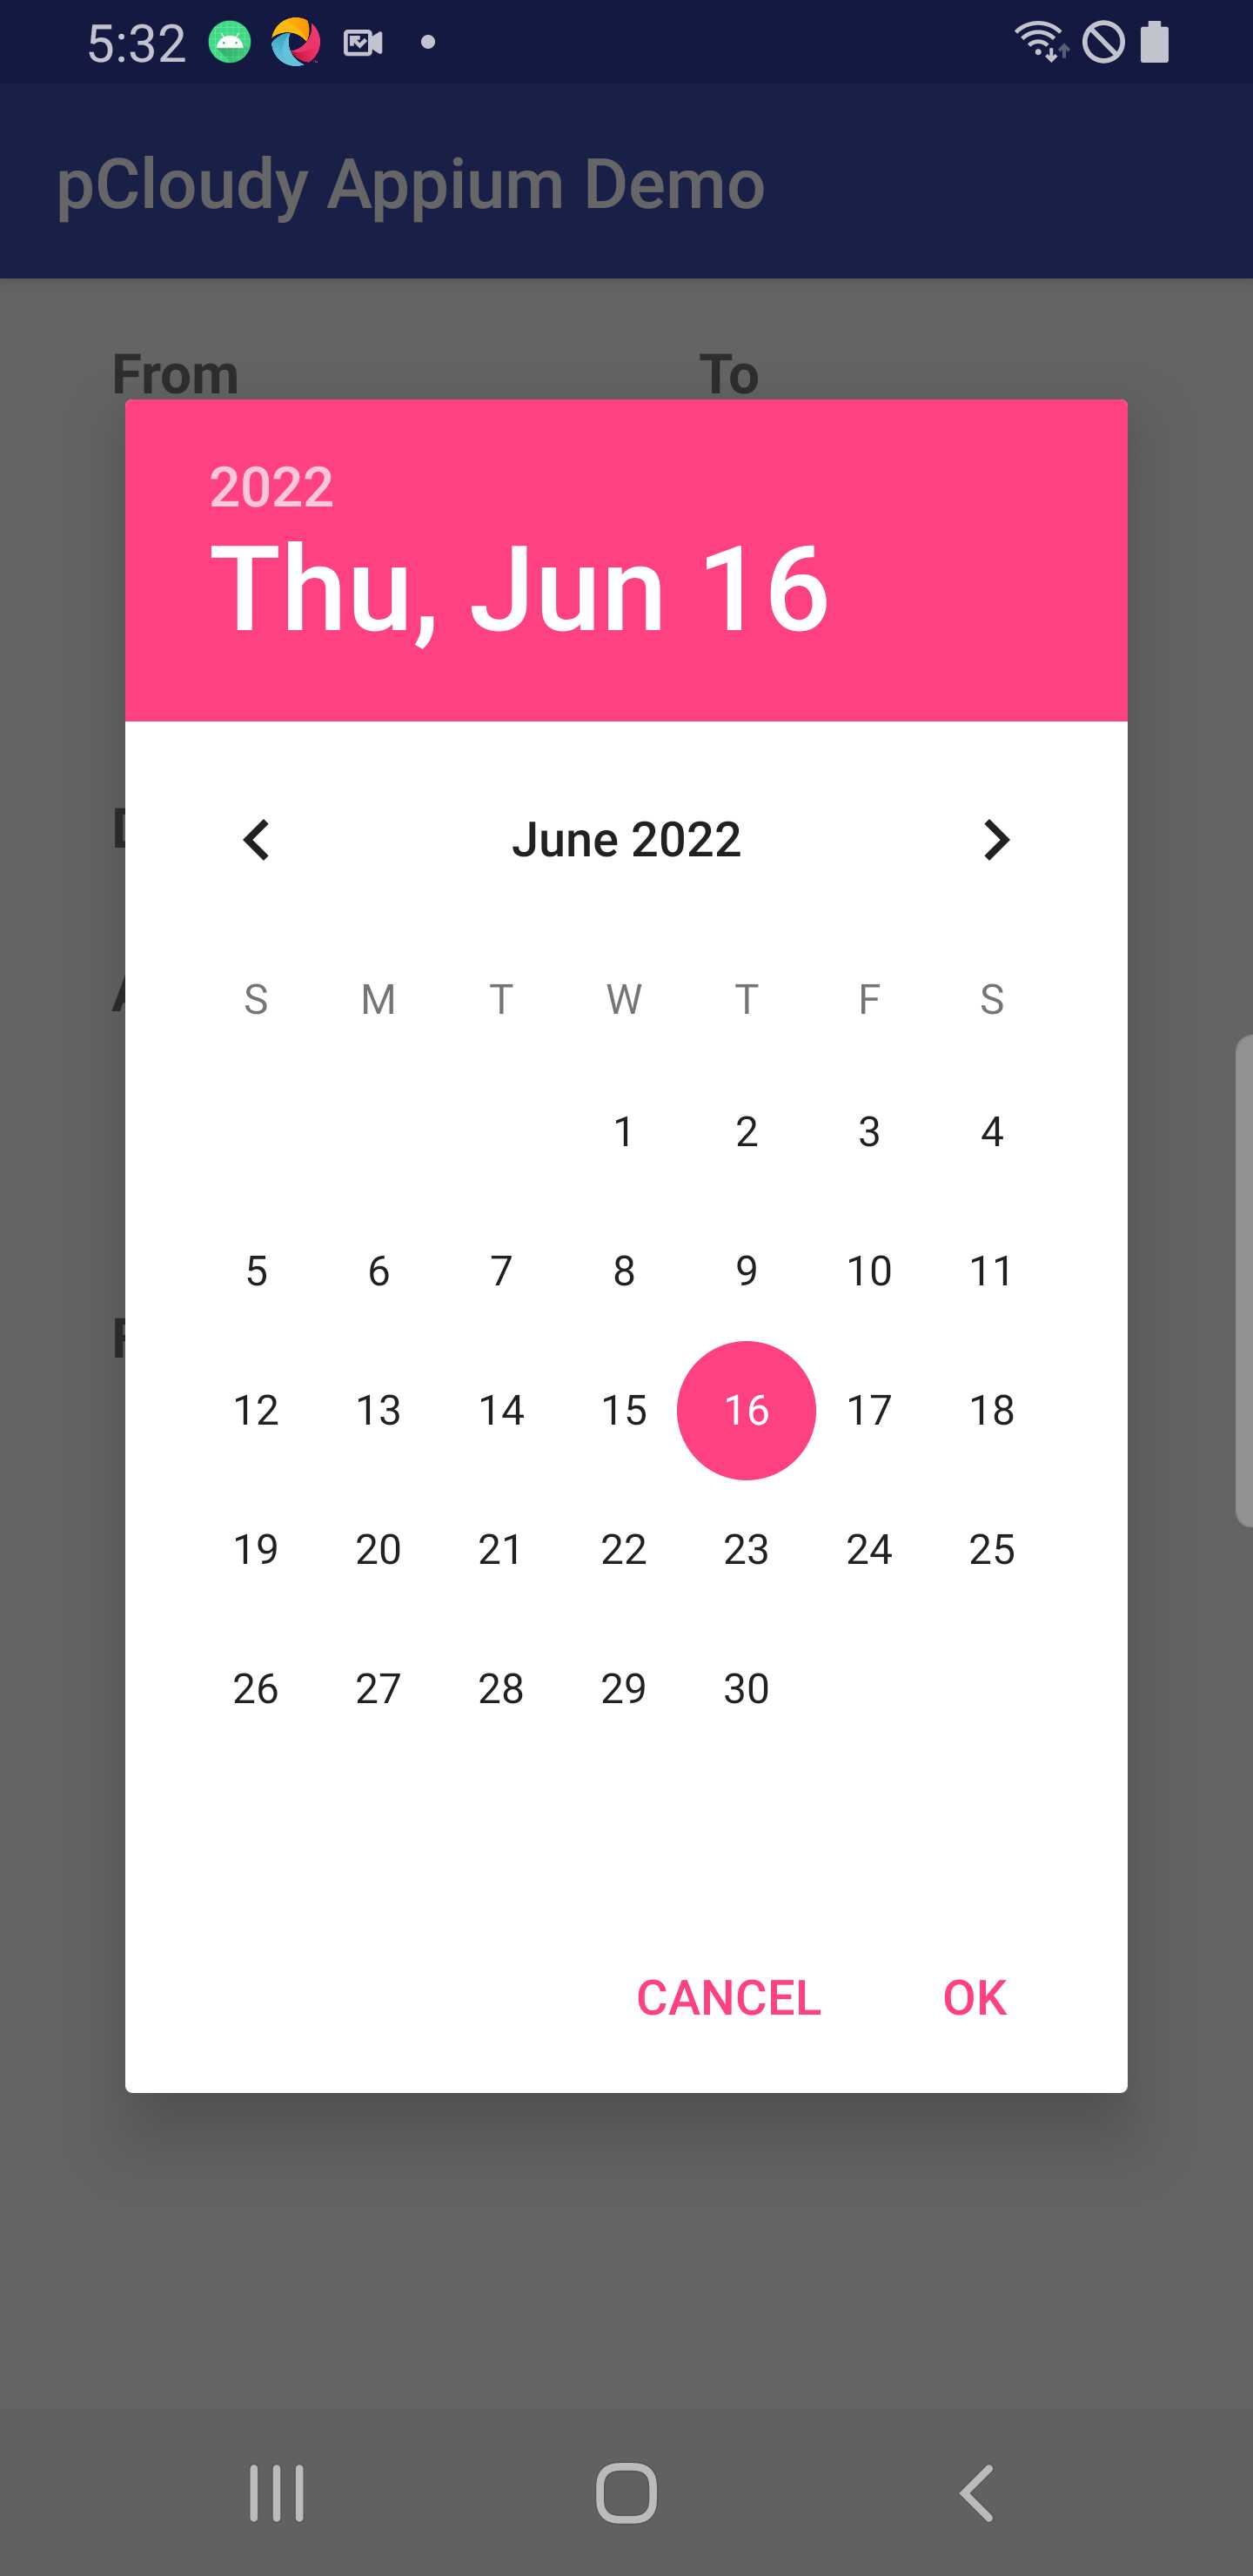 5:32
pCloudy Appium Demo
From To
2022
Thu, Jun 16
June 2022
S M T W T F S
1 2 3 4
5 6 7 8 9 10 11
12 13 14 15 16 17 18
19 20 21 22 23 24 25
26 27 28 29 30
CANCEL OK